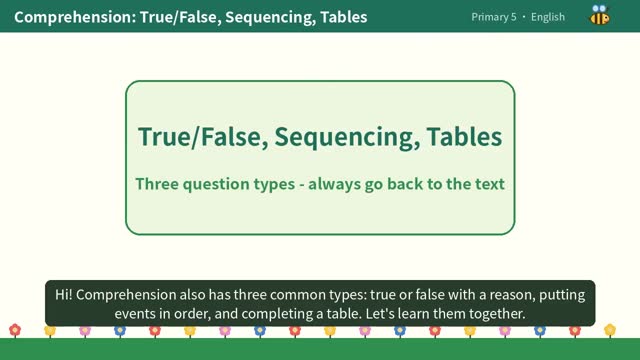 Comprehension: True/False, Sequencing, Tables
Primary 5 • English
True/False, Sequencing, Tables
Three question types - always go back to the text
Hi! Comprehension also has three common types: true or false with a reason, putting
events in order, and completing a table. Let's learn them together.